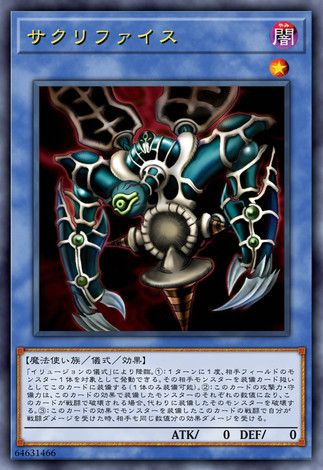 サクリファイス
やみ
闇
【魔法使い族／儀式／効果】
「イリュージョンの儀式」により降臨。①：１ターンに１度、相手フィールドの
モンスター１体を対象として発動できる。その相手モンスターを装備カード扱い
としてこのカードに装備する（１体のみ装備可能）。②：このカードの攻撃力・守
備力は、このカードの効果で装備したモンスターのそれぞれの数値になり、こ
のカードが戦闘で破壊される場合、代わりに装備したそのモンスターを破壊す
る。③：このカードの効果でモンスターを装備したこのカードの戦闘で自分が
戦闘ダメージを受けた時、相手も同じ数値分の効果ダメージを受ける。
ATK/ 0 DEF/ 0
64631466